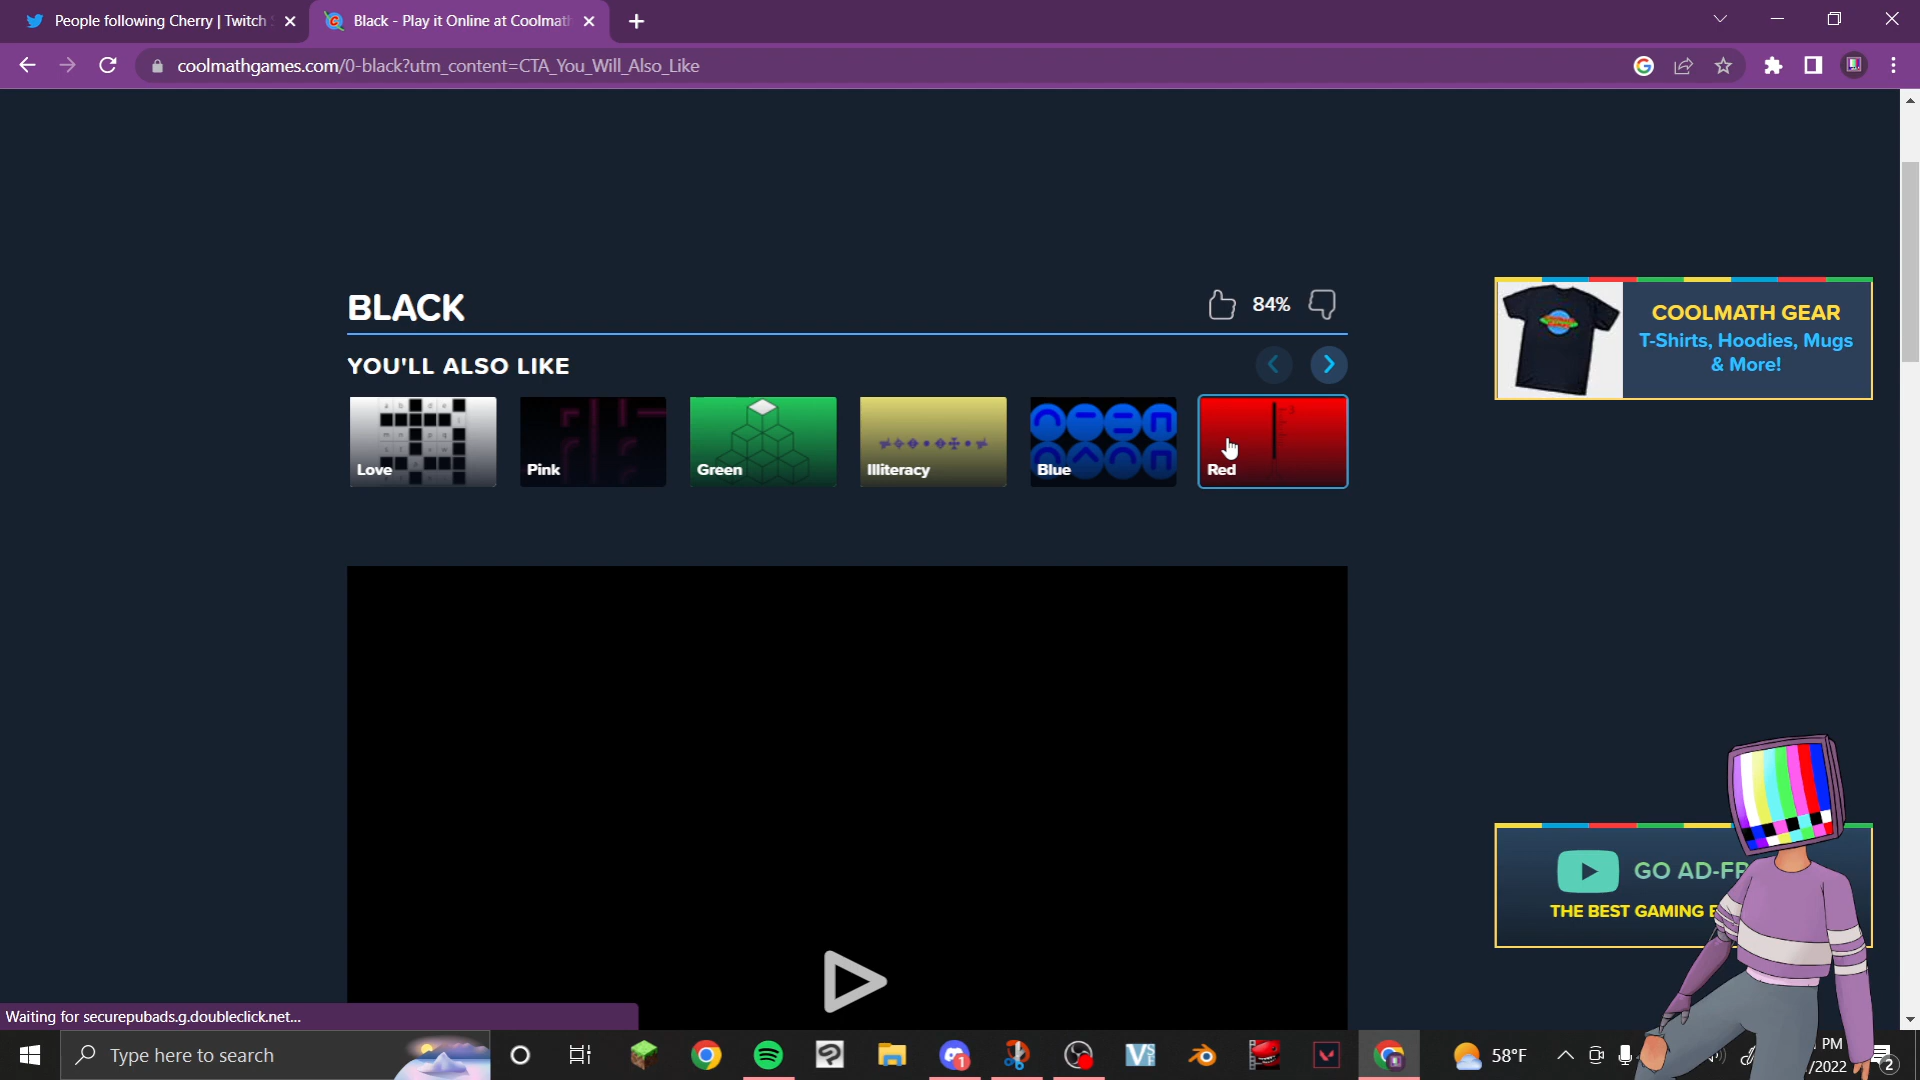 People following Cherry | Twitch
Black - Play it Online at Coolmat
coolmathgames.com/0-black?utm_content=CTA_You_Will_Also_Like
BLACK
84%
YOU'LL ALSO LIKE
Love
Pink
Green
Illiteracy
Blue
Red
COOLMATH GEAR
T-Shirts, Hoodies, Mugs
& More!
GO AD-FR
THE BEST GAMING E
Waiting for securepubads.g.doubleclick.net...
Type here to search
58°F
PM
/2022
1
2